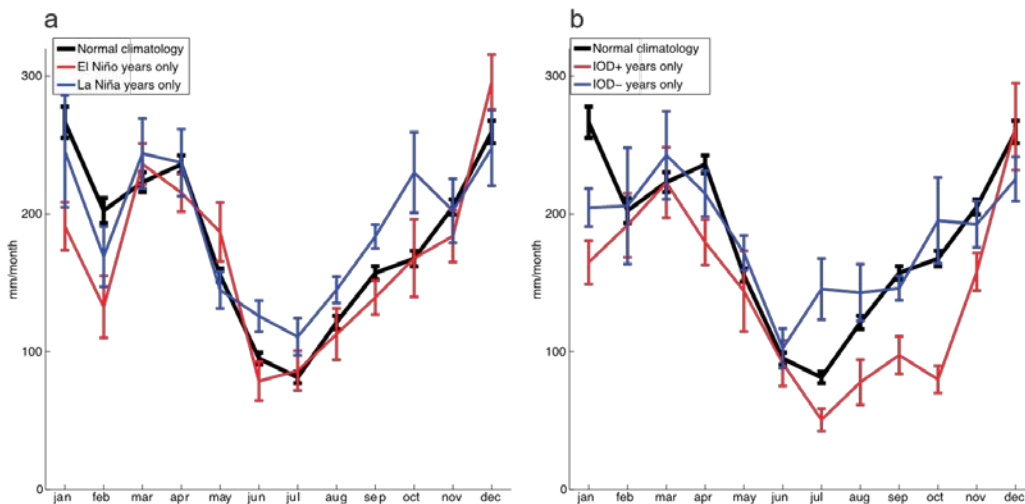 a
Normal climatology
El Niño years only
La Niña years only
300
200
100
0
mm/month
jan feb mar apr may jun jul aug sep oct nov dec
b
Normal climatology
IOD+ years only
IOD− years only
300
200
100
0
mm/month
jan feb mar apr may jun jul aug sep oct nov dec